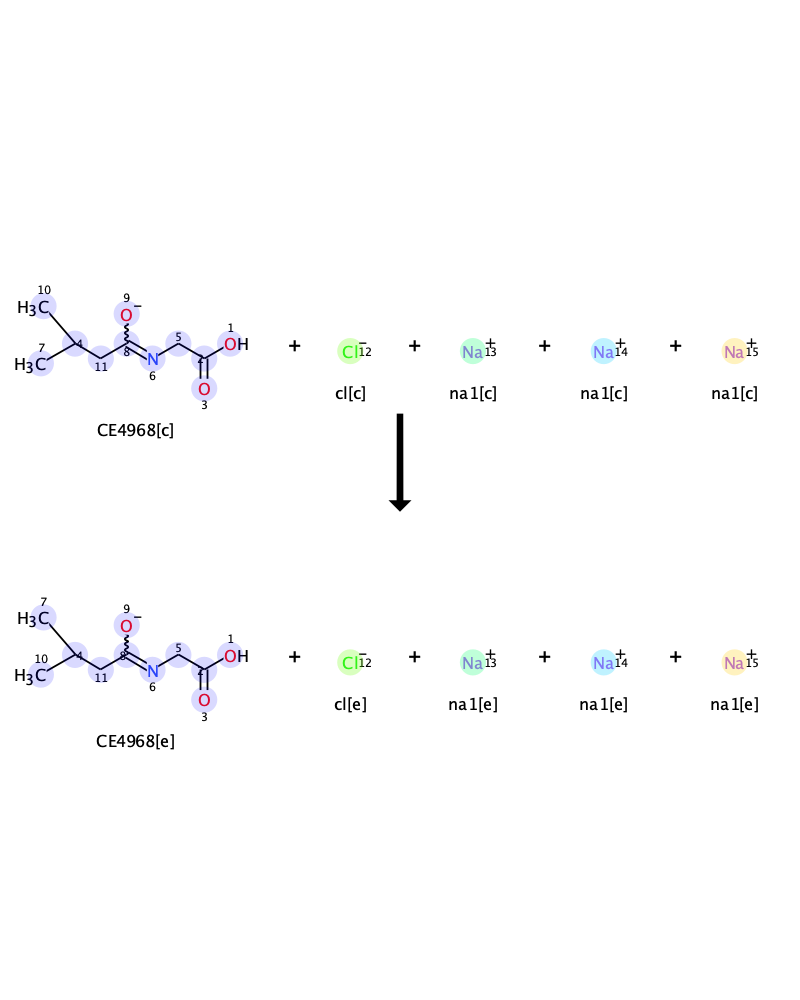 10
H3C
7
H3C
4
11
9
O−
8
N
6
5
2
1
OH
O
3
+ Cl− 12 + Na+ 13 + Na+ 14 + Na+ 15
cl[c] na1[c] na1[c] na1[c]
CE4968[c]
7
H3C
10
H3C
4
11
9
O−
8
N
6
5
2
1
OH
O
3
+ Cl− 12 + Na+ 13 + Na+ 14 + Na+ 15
cl[e] na1[e] na1[e] na1[e]
CE4968[e]